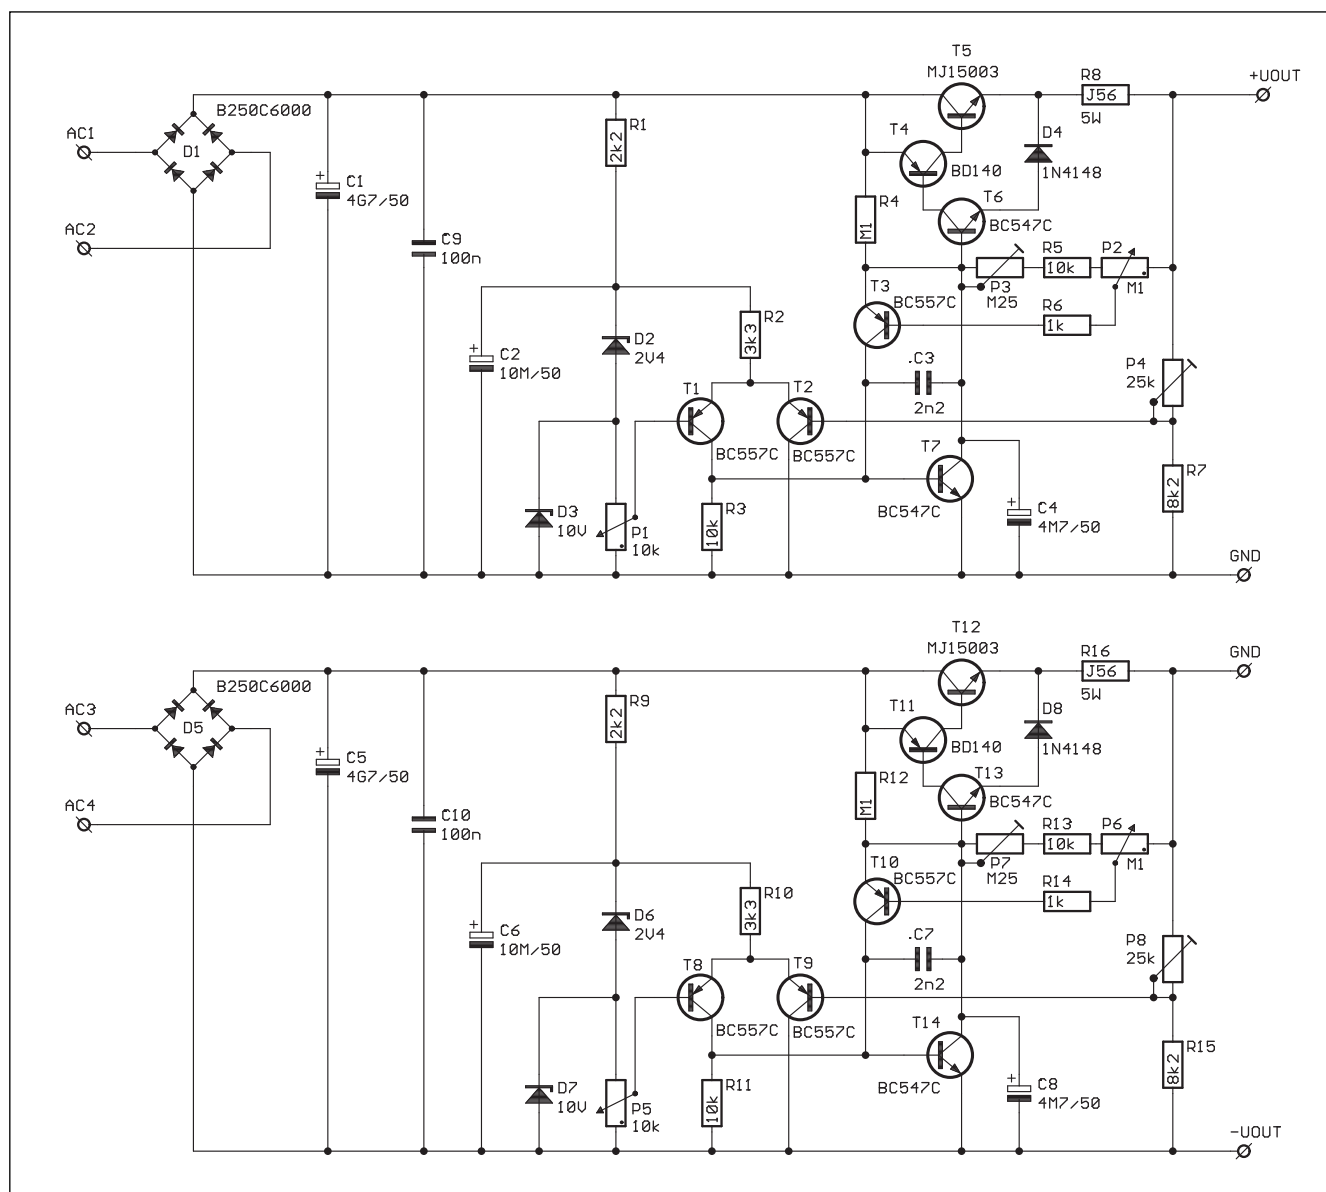 T5
MJ15003
R8
J56
5W
+UOUT
B250C6000
AC1
D1
AC2
C1
4G7/50
C9
100n
R1
2k2
T4
BD140
D4
1N4148
R4
M1
T6
BC547C
T3
BC557C
P3
M25
R5
10k
P2
M1
R6
1k
R2
3k3
C2
10M/50
D2
2V4
T1
BC557C
T2
BC557C
.C3
2n2
P4
25k
T7
BC547C
R7
8k2
D3
10V
P1
10k
R3
10k
C4
4M7/50
GND
T12
MJ15003
R16
J56
5W
GND
B250C6000
AC3
D5
AC4
C5
4G7/50
C10
100n
R9
2k2
T11
BD140
D8
1N4148
R12
M1
T13
BC547C
T10
BC557C
P7
M25
R13
10k
P6
M1
R14
1k
R10
3k3
C6
10M/50
D6
2V4
T8
BC557C
T9
BC557C
.C7
2n2
P8
25k
T14
BC547C
R15
8k2
D7
10V
P5
10k
R11
10k
C8
4M7/50
-UOUT